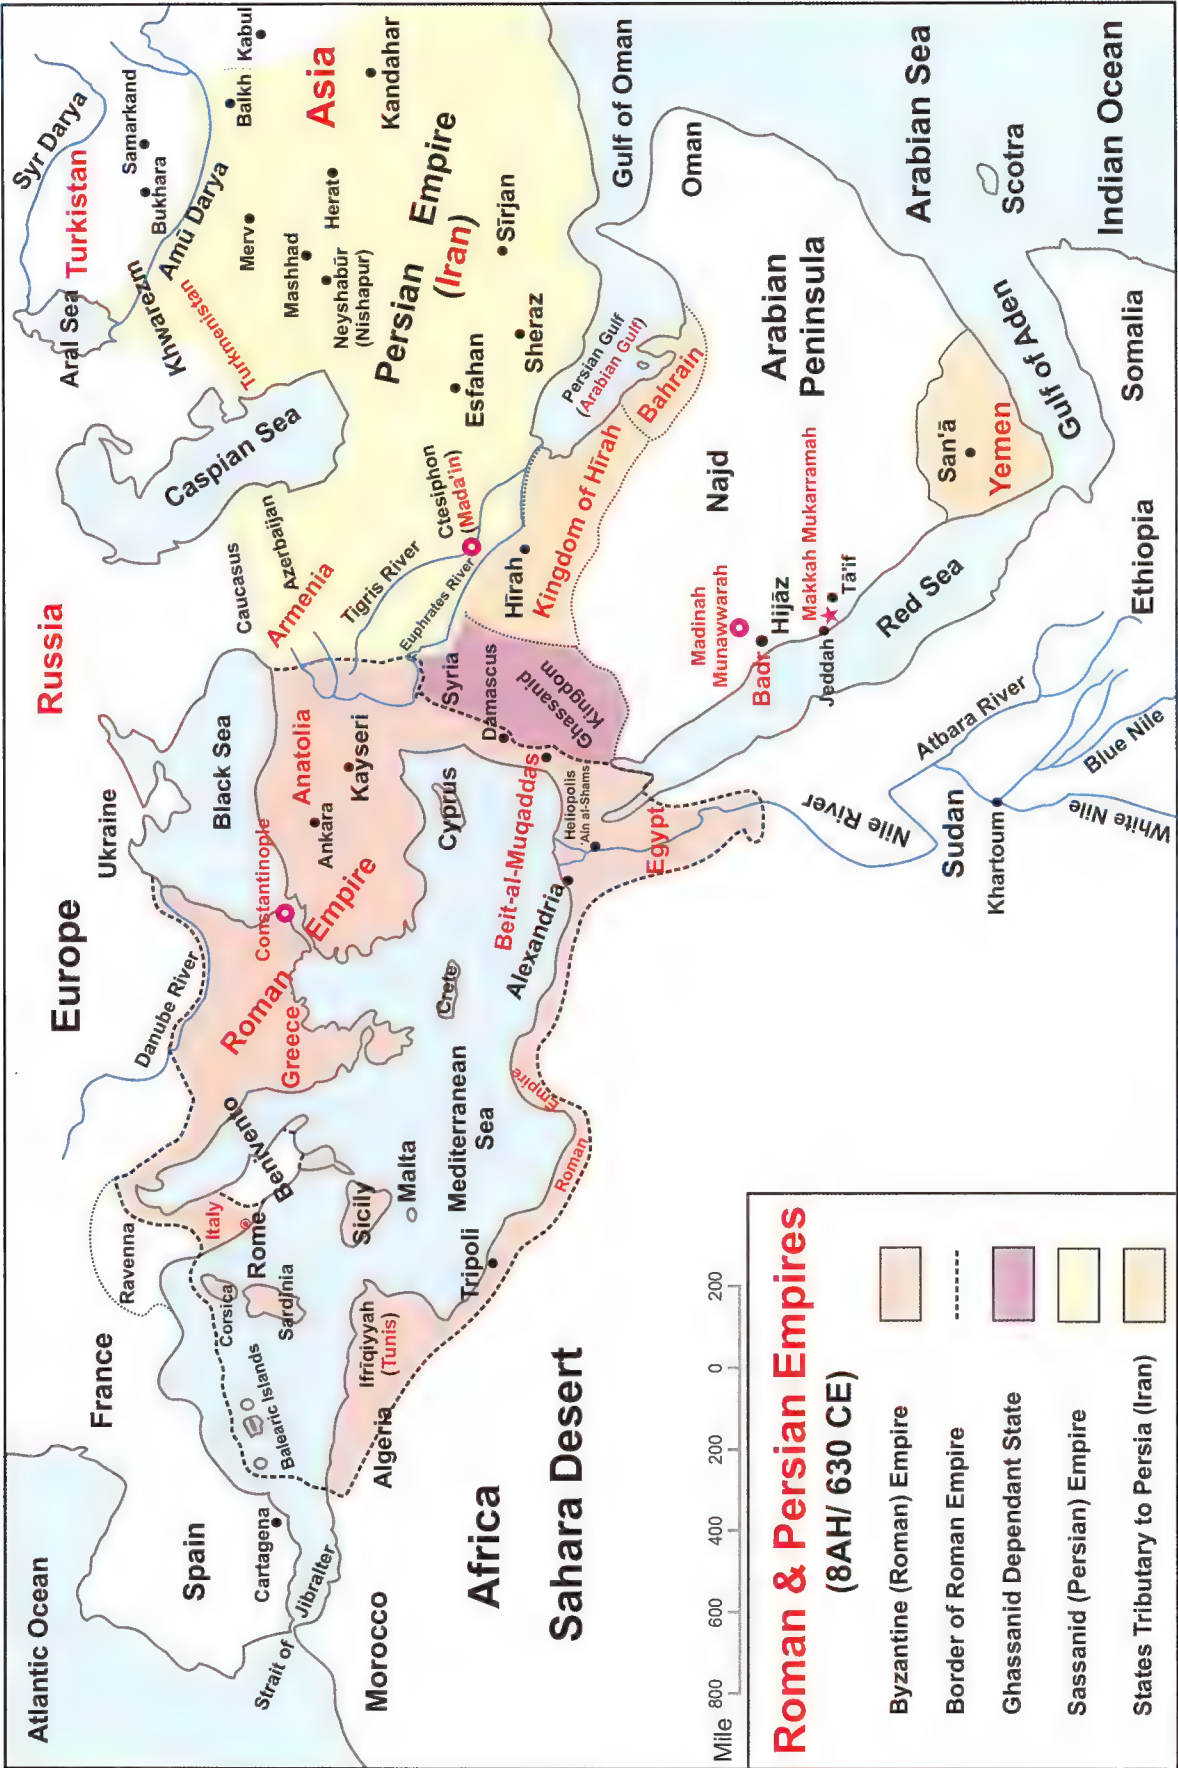 Atlantic Ocean
Europe
Russia
Aral Sea
Syr Darya
Turkistan
Samarkand
Bukhara
Khwarezm
Amū Darya
Turkmenistan
France
Ukraine
Danube River
Ravenna
Spain
Cartagena
Strait of
Jibralter
Balearic Islands
Corsica
Sardinia
Italy
Rome
Benivento
Sicily
Malta
Greece
Roman
Empire
Constantinople
Black Sea
Anatolia
Ankara
Kayseri
Caucasus
Azerbaijan
Armenia
Caspian Sea
Merv
Mashhad
Neyshabūr
(Nishapur)
Herat
Balkh
Kabul
Asia
Kandahar
Persian Empire
(Iran)
Esfahan
Sheraz
Sīrjan
Tigris River
Euphrates River
Ctesiphon
(Mada'in)
Morocco
Algeria
Ifrīqiyyah
(Tunis)
Tripoli
Mediterranean
Sea
Crete
Cyprus
Roman
Empire
Alexandria
Beit-al-Muqaddas
Heliopolis
'Ain al-Shams
Egypt
Syria
Damascus
Ghassanid
Kingdom
Hīrah
Kingdom of Hīrah
Bahrain
Persian Gulf
(Arabian Gulf)
Gulf of Oman
Oman
Africa
Sahara Desert
Madinah
Munawwarah
Badr
Hijāz
Najd
Jeddah
Makkah Mukarramah
Tā'if
Arabian
Peninsula
Red Sea
San'ā
Yemen
Gulf of Aden
Arabian Sea
Scotra
Indian Ocean
Nile River
Atbara River
Sudan
Khartoum
White Nile
Blue Nile
Ethiopia
Somalia
Mile
800 600 400 200 0 200
Roman & Persian Empires
(8AH/ 630 CE)
Byzantine (Roman) Empire
Border of Roman Empire
Ghassanid Dependant State
Sassanid (Persian) Empire
States Tributary to Persia (Iran)